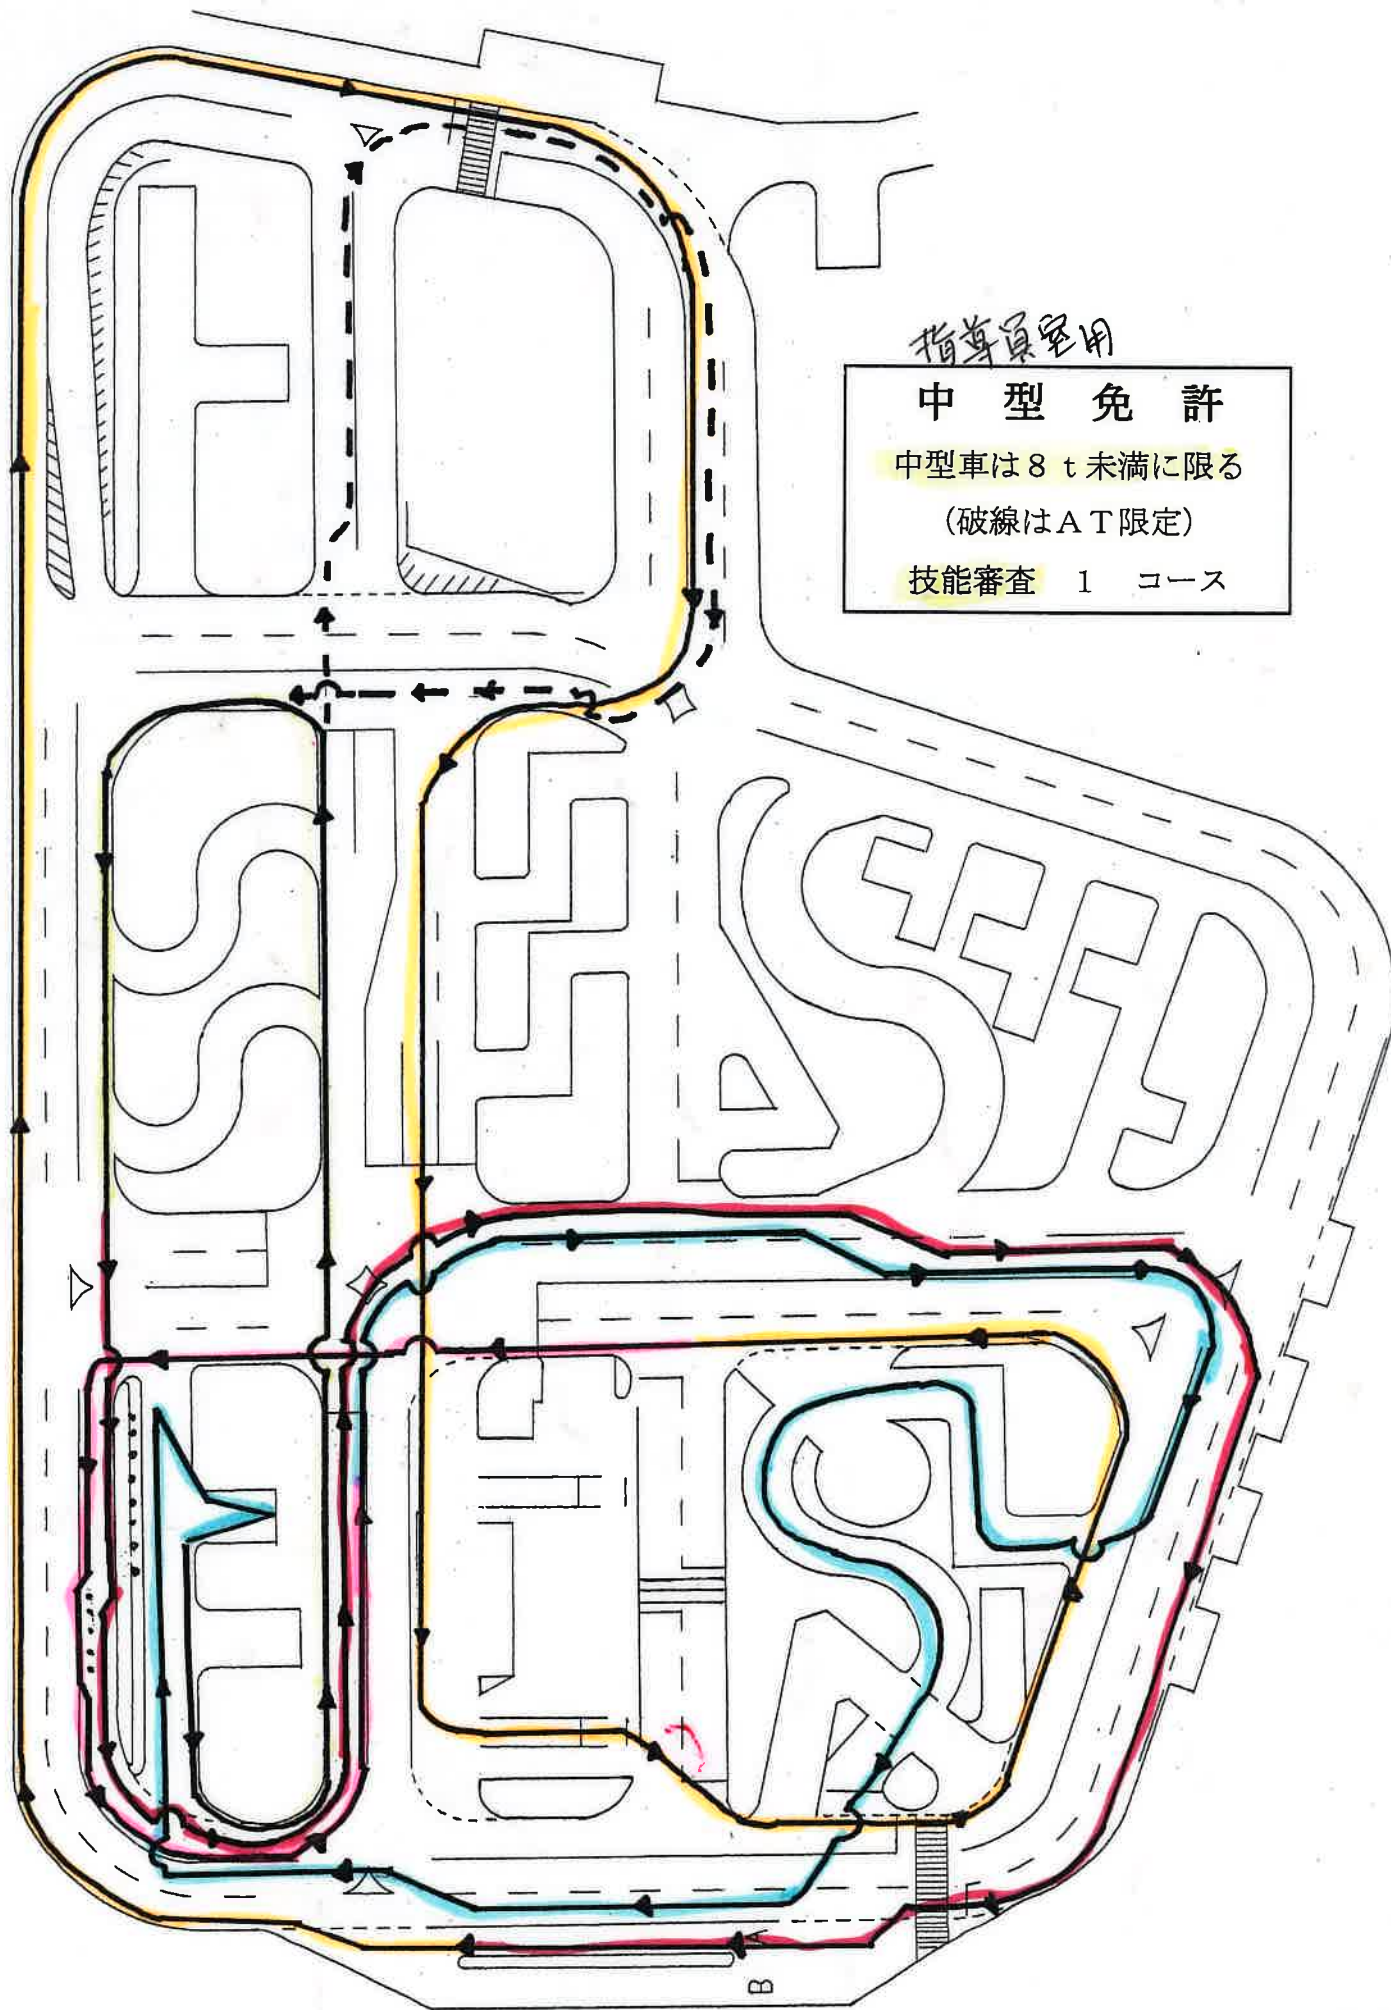 指導員室用
中 型 免 許
中型車は8t未満に限る
(破線はAT限定)
技能審査 1 コース
A
B